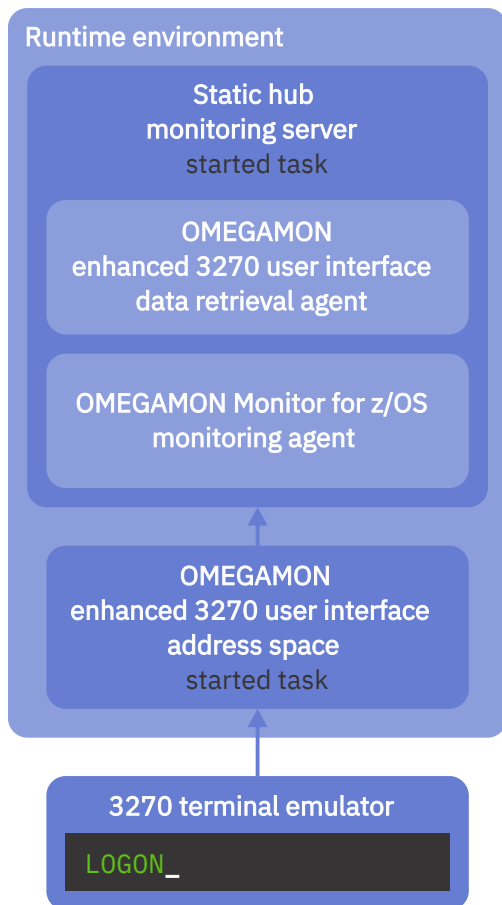 Runtime environment
Static hub
monitoring server
started task
OMEGAMON
enhanced 3270 user interface
data retrieval agent
OMEGAMON Monitor for z/OS
monitoring agent
OMEGAMON
enhanced 3270 user interface
address space
started task
3270 terminal emulator
LOGON_